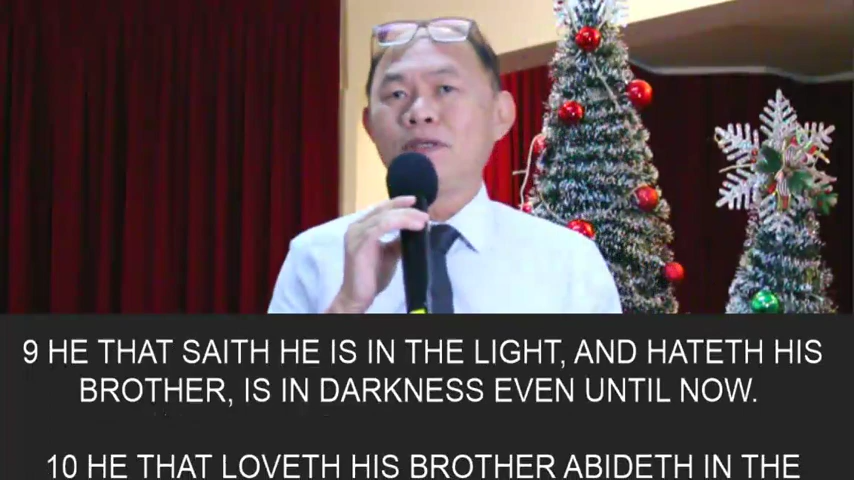 9 HE THAT SAITH HE IS IN THE LIGHT, AND HATETH HIS
BROTHER, IS IN DARKNESS EVEN UNTIL NOW.
10 HE THAT LOVETH HIS BROTHER ABIDETH IN THE